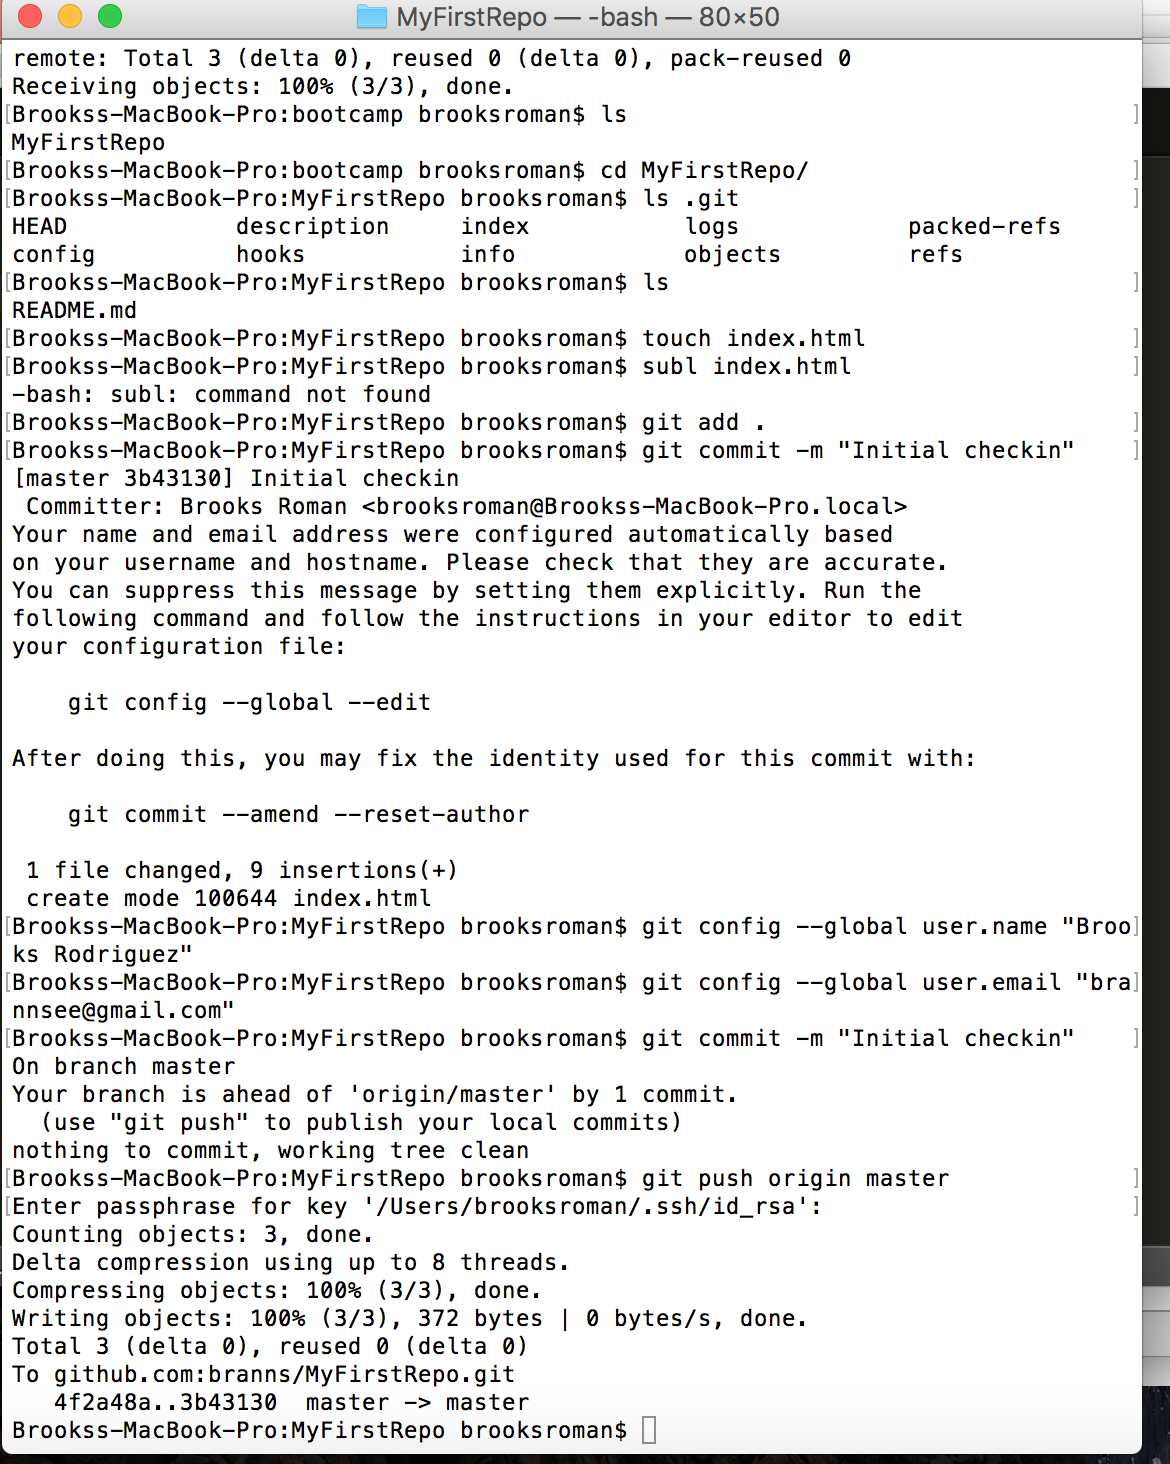 MyFirstRepo — -bash — 80×50
remote: Total 3 (delta 0), reused 0 (delta 0), pack-reused 0
Receiving objects: 100% (3/3), done.
[Brookss-MacBook-Pro:bootcamp brooksroman$ ls ]
MyFirstRepo
[Brookss-MacBook-Pro:bootcamp brooksroman$ cd MyFirstRepo/ ]
[Brookss-MacBook-Pro:MyFirstRepo brooksroman$ ls .git ]
HEAD            description     index           logs            packed-refs
config          hooks           info            objects         refs
[Brookss-MacBook-Pro:MyFirstRepo brooksroman$ ls ]
README.md
[Brookss-MacBook-Pro:MyFirstRepo brooksroman$ touch index.html ]
[Brookss-MacBook-Pro:MyFirstRepo brooksroman$ subl index.html ]
-bash: subl: command not found
[Brookss-MacBook-Pro:MyFirstRepo brooksroman$ git add . ]
[Brookss-MacBook-Pro:MyFirstRepo brooksroman$ git commit -m "Initial checkin" ]
[master 3b43130] Initial checkin
 Committer: Brooks Roman <brooksroman@Brookss-MacBook-Pro.local>
Your name and email address were configured automatically based
on your username and hostname. Please check that they are accurate.
You can suppress this message by setting them explicitly. Run the
following command and follow the instructions in your editor to edit
your configuration file:
    git config --global --edit
After doing this, you may fix the identity used for this commit with:
    git commit --amend --reset-author
 1 file changed, 9 insertions(+)
 create mode 100644 index.html
[Brookss-MacBook-Pro:MyFirstRepo brooksroman$ git config --global user.name "Broo]
ks Rodriguez"
[Brookss-MacBook-Pro:MyFirstRepo brooksroman$ git config --global user.email "bra]
nnsee@gmail.com"
[Brookss-MacBook-Pro:MyFirstRepo brooksroman$ git commit -m "Initial checkin" ]
On branch master
Your branch is ahead of 'origin/master' by 1 commit.
  (use "git push" to publish your local commits)
nothing to commit, working tree clean
[Brookss-MacBook-Pro:MyFirstRepo brooksroman$ git push origin master ]
[Enter passphrase for key '/Users/brooksroman/.ssh/id_rsa': ]
Counting objects: 3, done.
Delta compression using up to 8 threads.
Compressing objects: 100% (3/3), done.
Writing objects: 100% (3/3), 372 bytes | 0 bytes/s, done.
Total 3 (delta 0), reused 0 (delta 0)
To github.com:branns/MyFirstRepo.git
   4f2a48a..3b43130  master -> master
Brookss-MacBook-Pro:MyFirstRepo brooksroman$